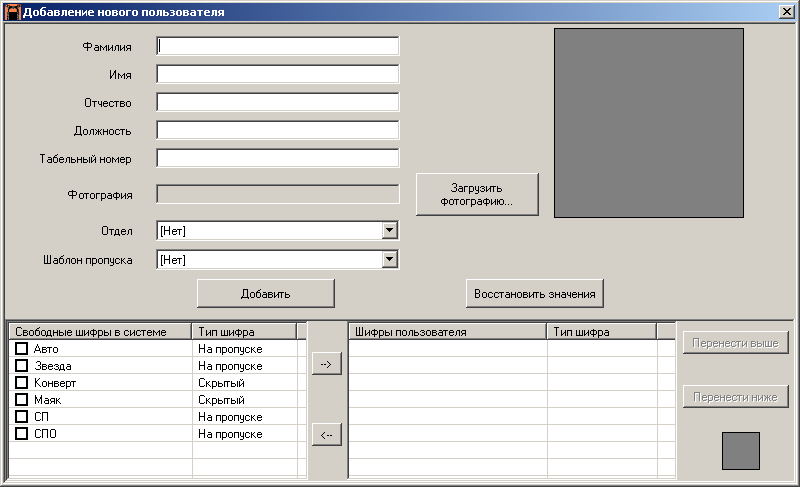 Добавление нового пользователя
Фамилия
Имя
Отчество
Должность
Табельный номер
Фотография
Загрузить
фотографию...
Отдел [Нет]
Шаблон пропуска [Нет]
Добавить Восстановить значения
Свободные шифры в системе Тип шифра
Авто На пропуске
Звезда На пропуске
Конверт Скрытый
Маяк Скрытый
СП На пропуске
СПО На пропуске
-->
<--
Шифры пользователя Тип шифра
Перенести выше
Перенести ниже